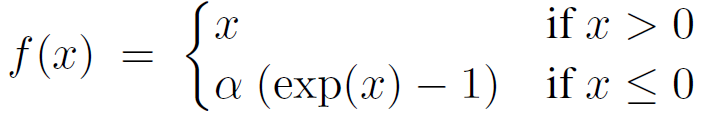 f(x) = { x if x > 0
α (exp(x) − 1) if x ≤ 0